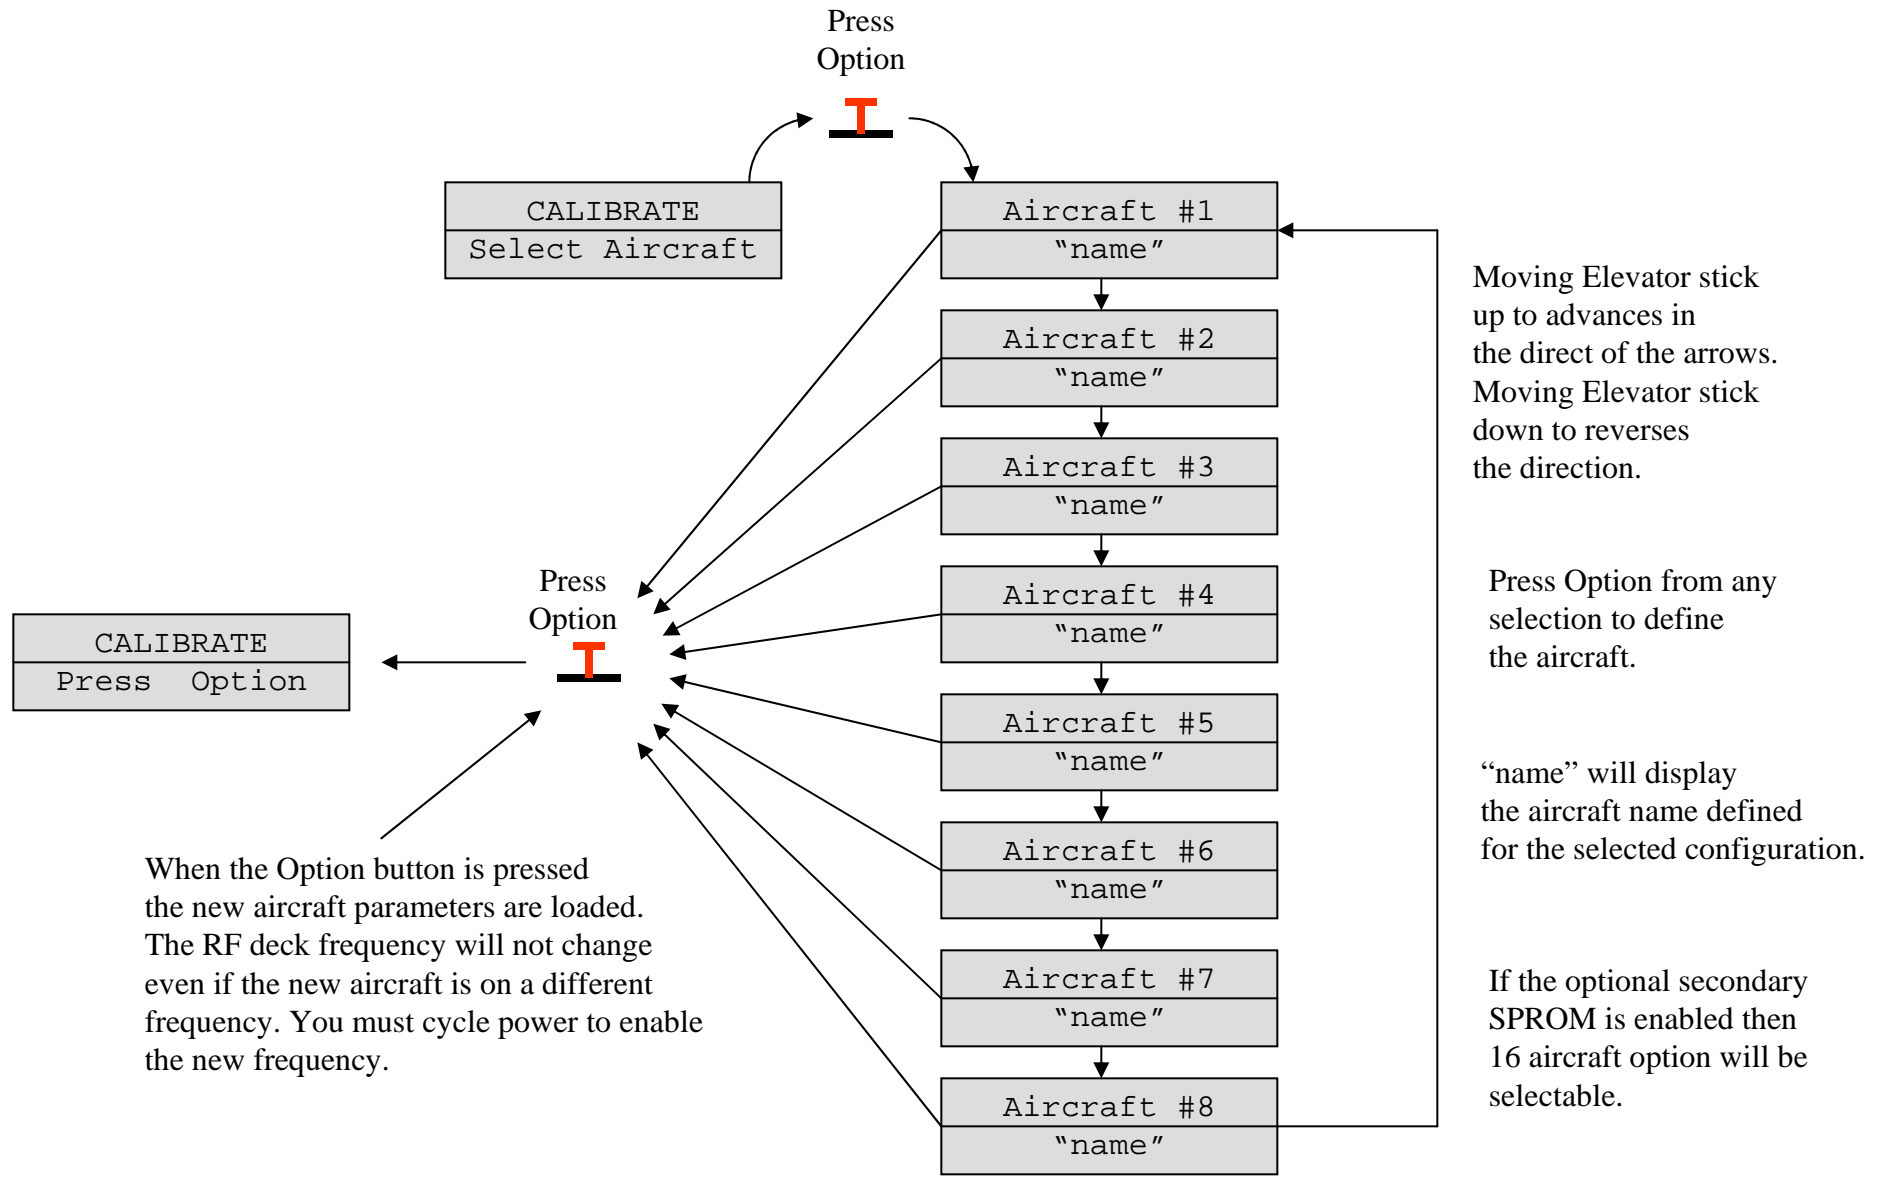 Press
Option
CALIBRATE
Select Aircraft
Aircraft #1
“name”
Aircraft #2
“name”
Aircraft #3
“name”
Aircraft #4
“name”
Aircraft #5
“name”
Aircraft #6
“name”
Aircraft #7
“name”
Aircraft #8
“name”
Press
Option
CALIBRATE
Press Option
When the Option button is pressed
the new aircraft parameters are loaded.
The RF deck frequency will not change
even if the new aircraft is on a different
frequency. You must cycle power to enable
the new frequency.
Moving Elevator stick
up to advances in
the direct of the arrows.
Moving Elevator stick
down to reverses
the direction.
Press Option from any
selection to define
the aircraft.
“name” will display
the aircraft name defined
for the selected configuration.
If the optional secondary
SPROM is enabled then
16 aircraft option will be
selectable.